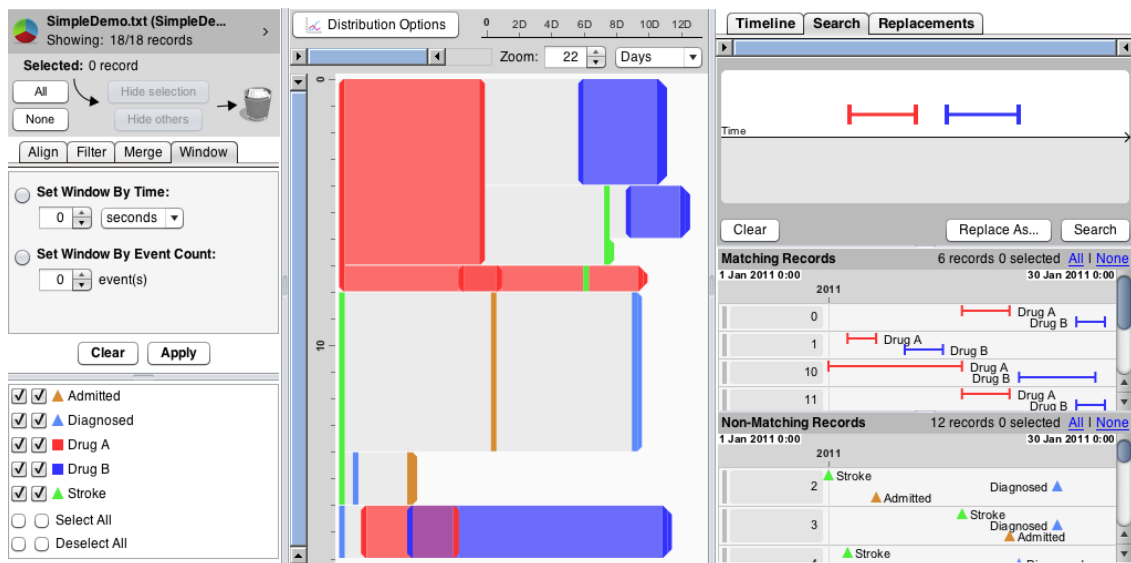 SimpleDemo.txt (SimpleDe...
Showing: 18/18 records
Selected: 0 record
All
Hide selection
None
Hide others
Align Filter Merge Window
Set Window By Time:
0 seconds
Set Window By Event Count:
0 event(s)
Clear Apply
Admitted
Diagnosed
Drug A
Drug B
Stroke
Select All
Deselect All
Distribution Options
0 2D 4D 6D 8D 10D 12D
Zoom: 22 Days
0
10
Timeline Search Replacements
Time
Clear Replace As... Search
Matching Records 6 records 0 selected All | None
1 Jan 2011 0:00 30 Jan 2011 0:00
2011
0 Drug A
Drug B
1 Drug A
Drug B
10 Drug A
Drug B
11 Drug A
Drug B
Non-Matching Records 12 records 0 selected All | None
1 Jan 2011 0:00 30 Jan 2011 0:00
2011
Stroke
2 Diagnosed
Admitted
Stroke
3 Diagnosed
Admitted
Stroke